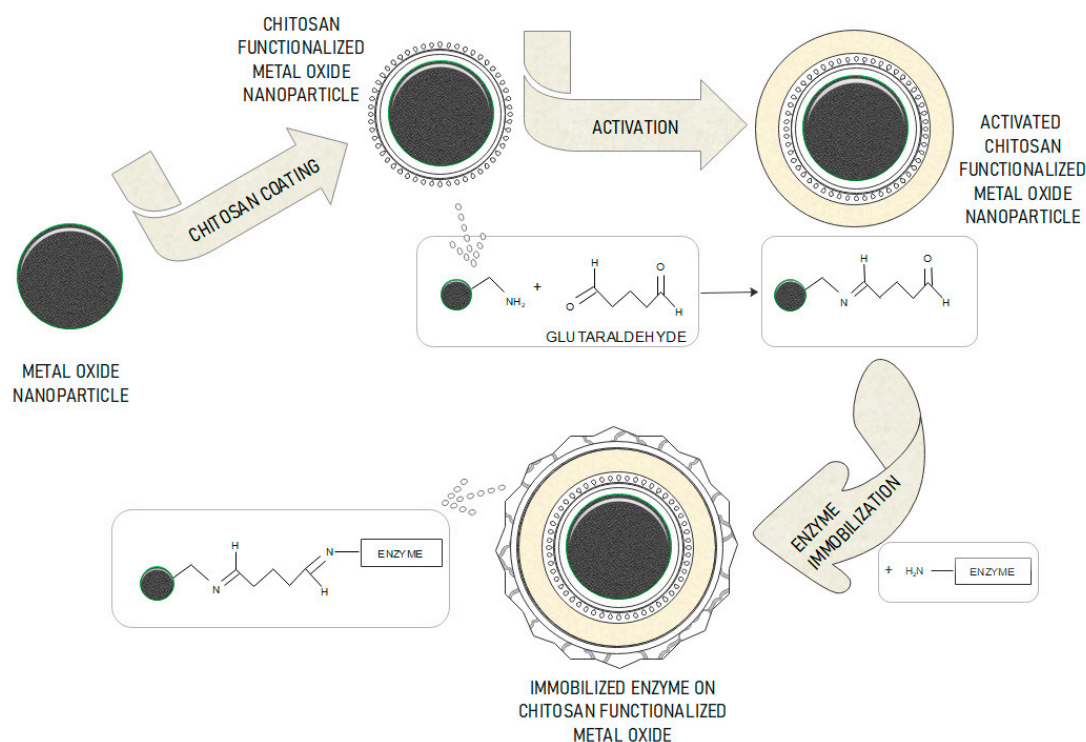 CHITOSAN
FUNCTIONALIZED
METAL OXIDE
NANOPARTICLE
ACTIVATION
ACTIVATED
CHITOSAN
FUNCTIONALIZED
METAL OXIDE
NANOPARTICLE
CHITOSAN COATING
METAL OXIDE
NANOPARTICLE
NH₂
+
H
O
O
H
GLUTARALDEHYDE
N
H
O
H
ENZYME
IMMOBILIZATION
+ H₂N ENZYME
N
H
N
H
ENZYME
IMMOBILIZED ENZYME ON
CHITOSAN FUNCTIONALIZED
METAL OXIDE